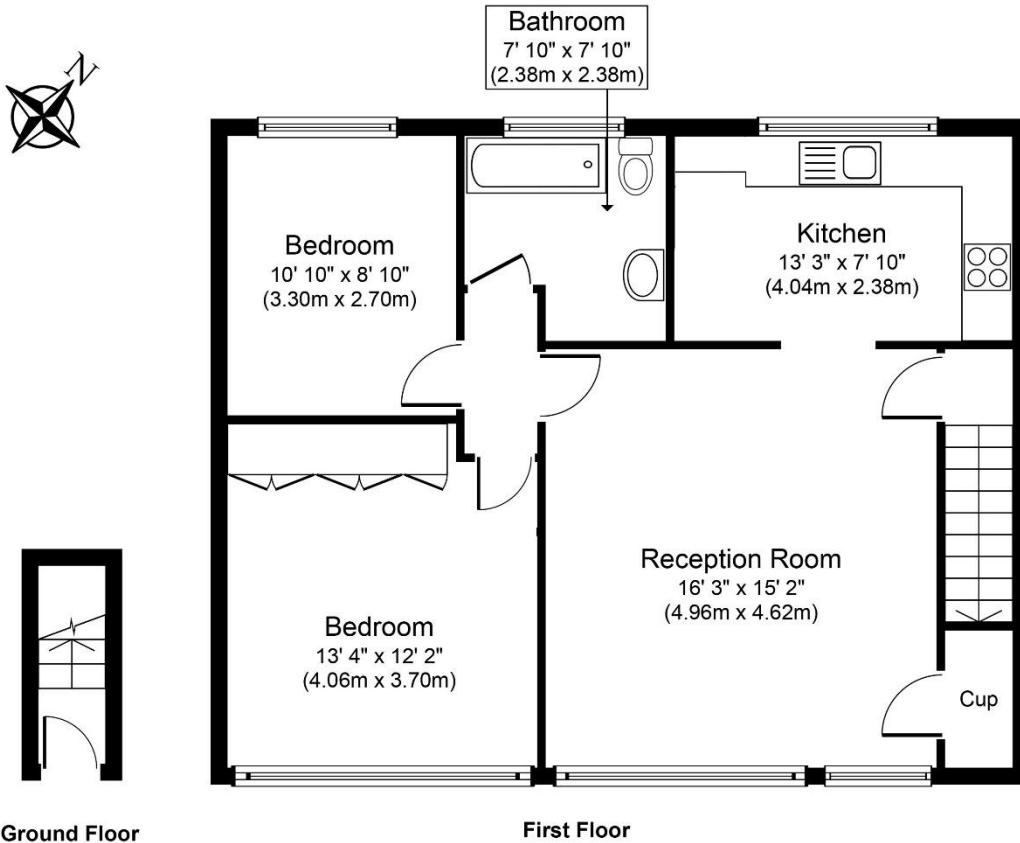 Bathroom
7' 10" x 7' 10"
(2.38m x 2.38m)
N
Bedroom
10' 10" x 8' 10"
(3.30m x 2.70m)
Kitchen
13' 3" x 7' 10"
(4.04m x 2.38m)
Reception Room
16' 3" x 15' 2"
(4.96m x 4.62m)
Bedroom
13' 4" x 12' 2"
(4.06m x 3.70m)
Cup
Ground Floor
First Floor